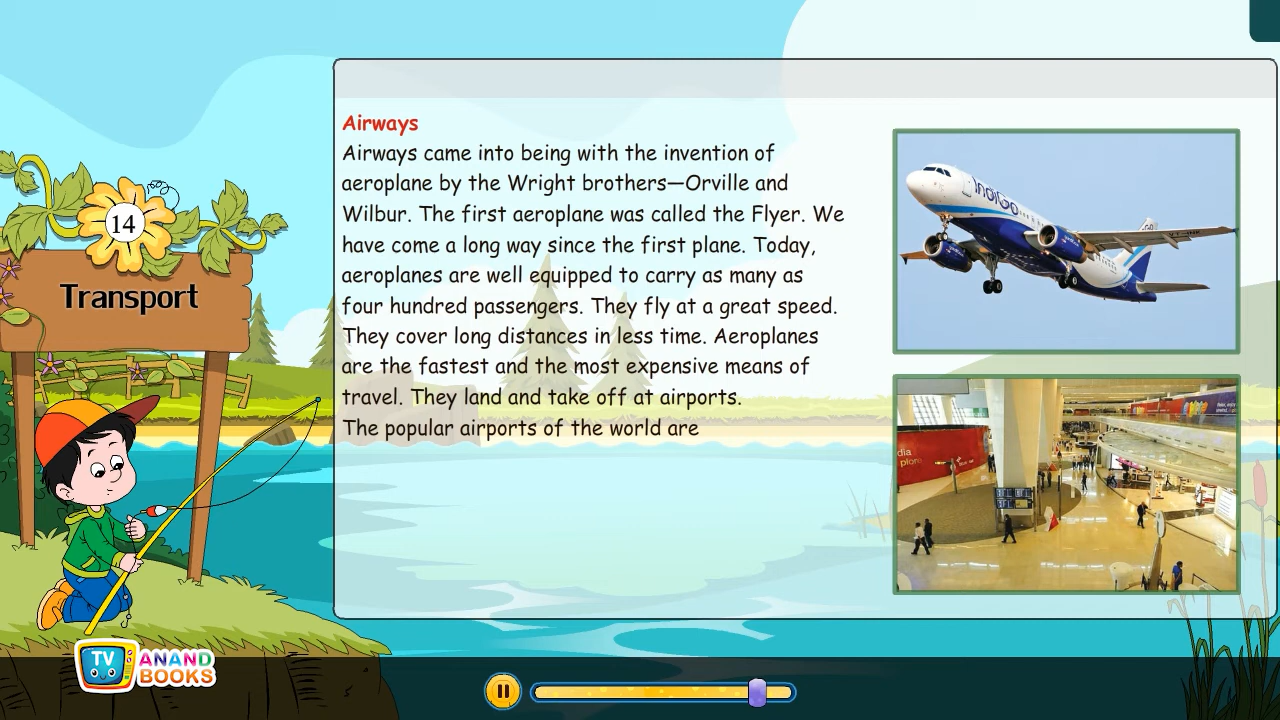 14
Transport
Airways
Airways came into being with the invention of
aeroplane by the Wright brothers—Orville and
Wilbur. The first aeroplane was called the Flyer. We
have come a long way since the first plane. Today,
aeroplanes are well equipped to carry as many as
four hundred passengers. They fly at a great speed.
They cover long distances in less time. Aeroplanes
are the fastest and the most expensive means of
travel. They land and take off at airports.
The popular airports of the world are
IndiGo
TV
ANAND
BOOKS